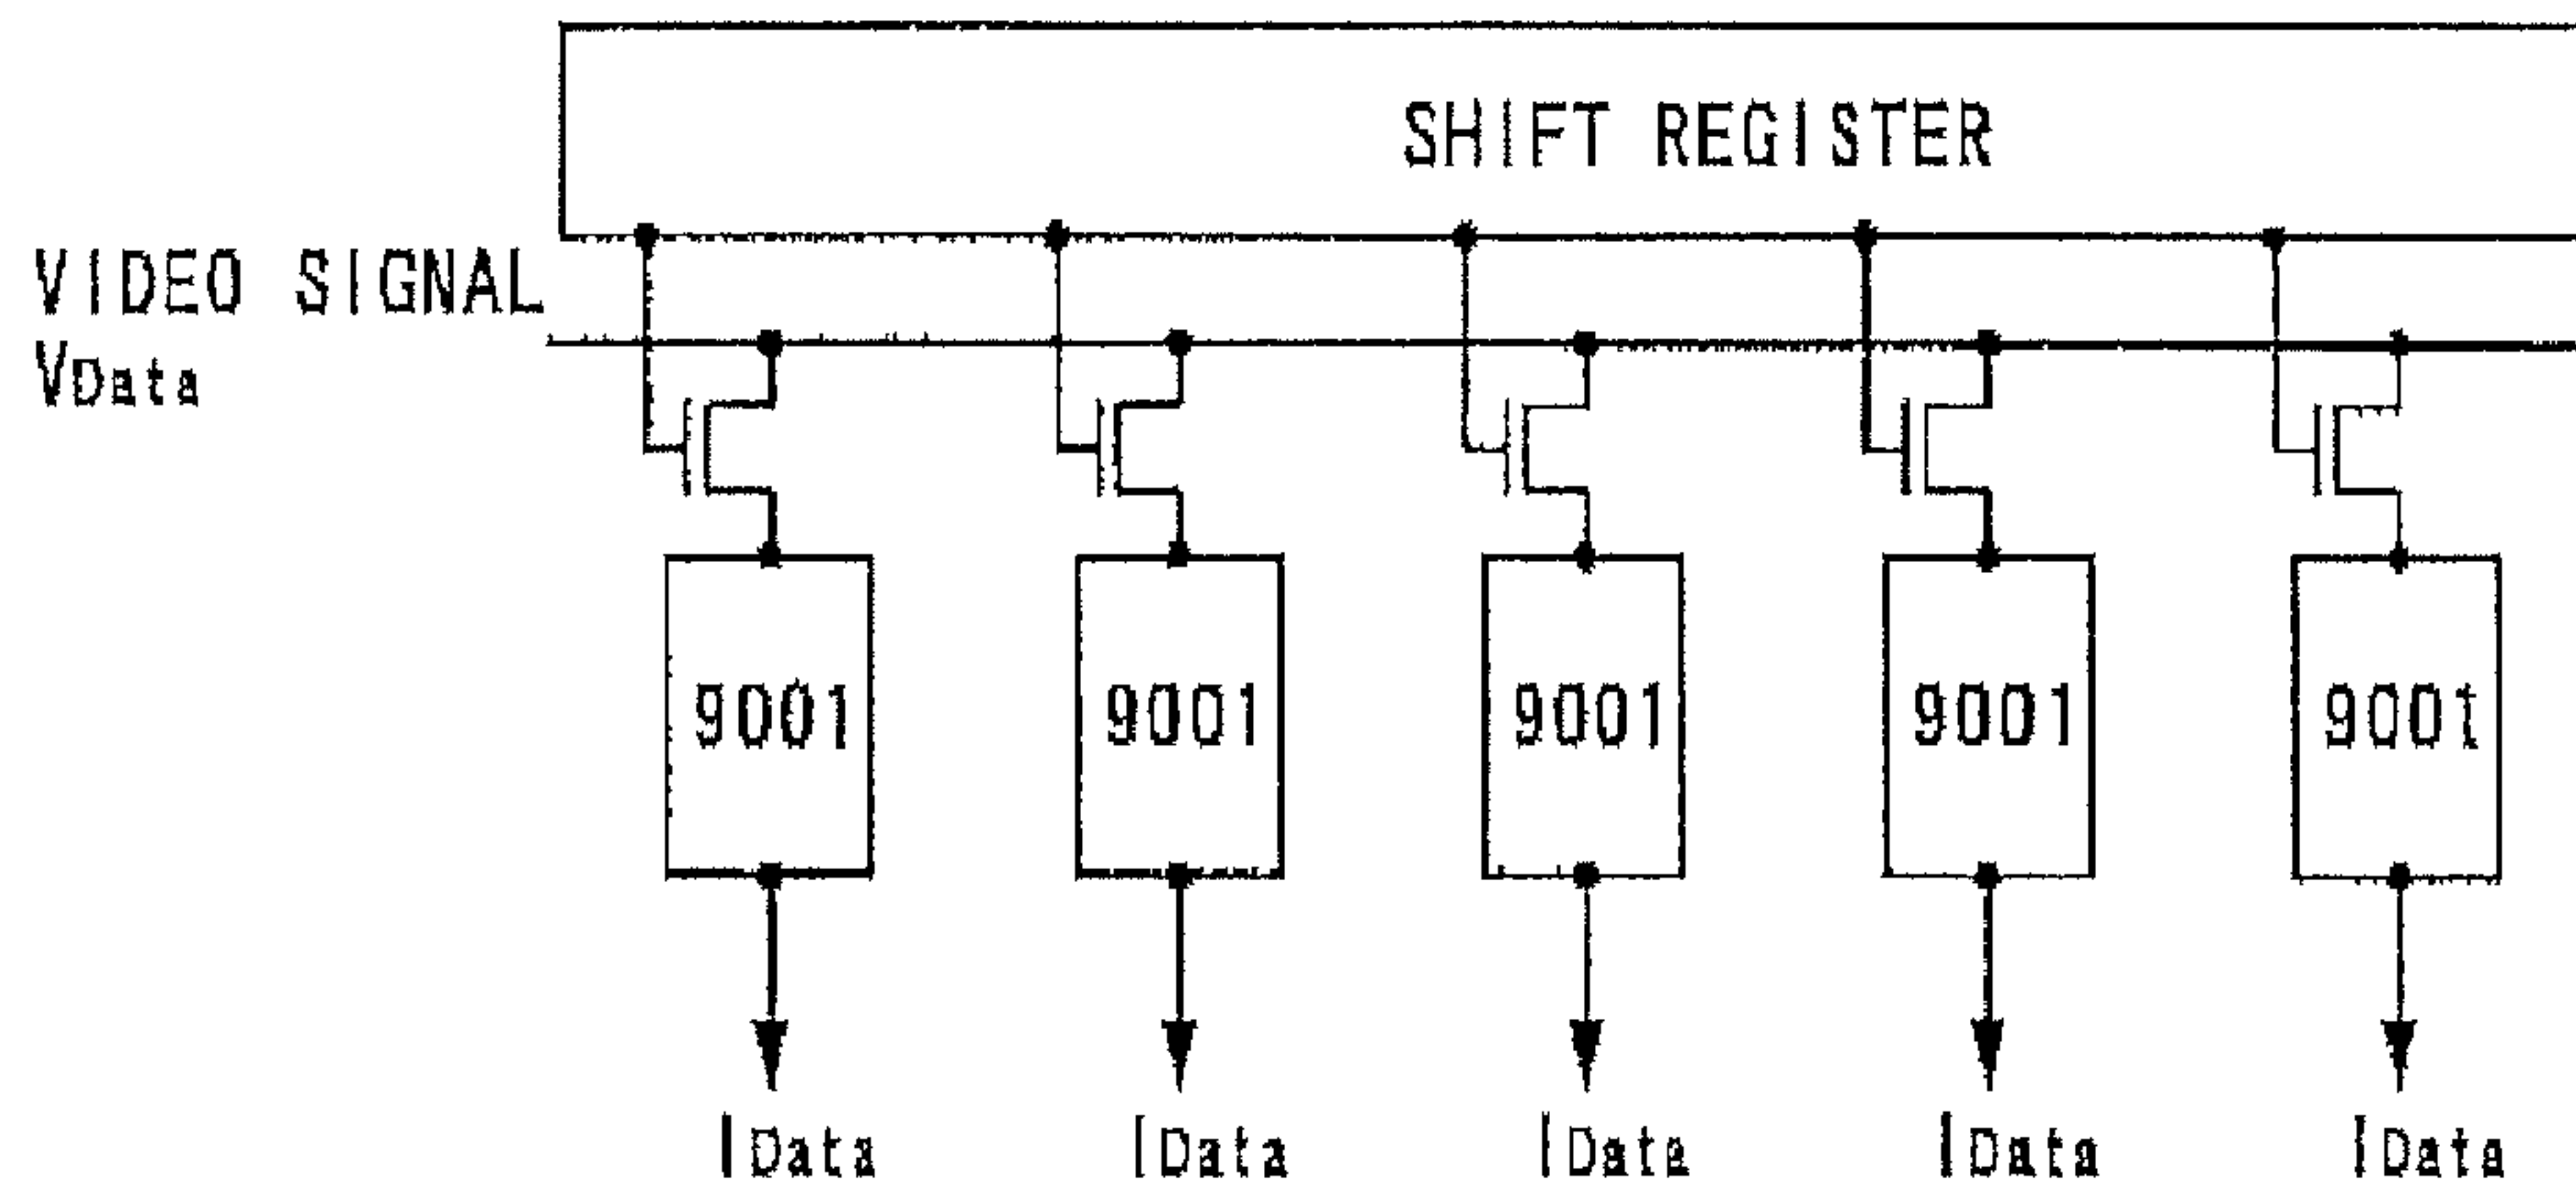 SHIFT REGISTER
VIDEO SIGNAL
VData
9001 9001 9001 9001 9001
IData IData IData IData IData